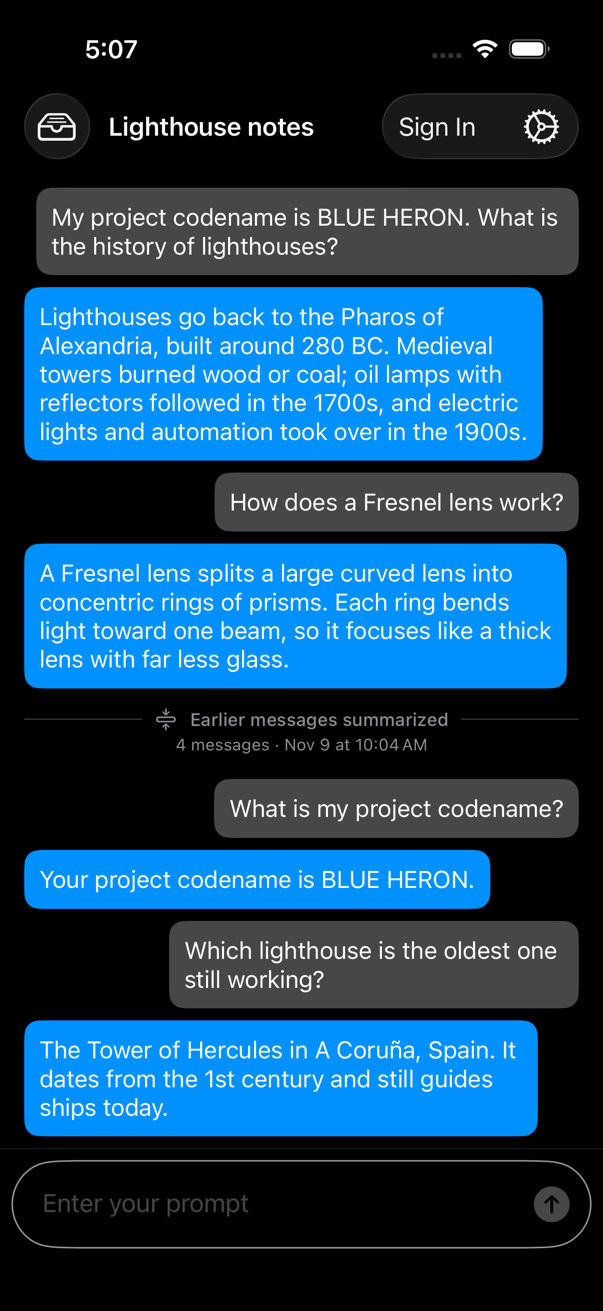 5:07
Lighthouse notes
Sign In
My project codename is BLUE HERON. What is
the history of lighthouses?
Lighthouses go back to the Pharos of
Alexandria, built around 280 BC. Medieval
towers burned wood or coal; oil lamps with
reflectors followed in the 1700s, and electric
lights and automation took over in the 1900s.
How does a Fresnel lens work?
A Fresnel lens splits a large curved lens into
concentric rings of prisms. Each ring bends
light toward one beam, so it focuses like a thick
lens with far less glass.
Earlier messages summarized
4 messages · Nov 9 at 10:04 AM
What is my project codename?
Your project codename is BLUE HERON.
Which lighthouse is the oldest one
still working?
The Tower of Hercules in A Coruña, Spain. It
dates from the 1st century and still guides
ships today.
Enter your prompt